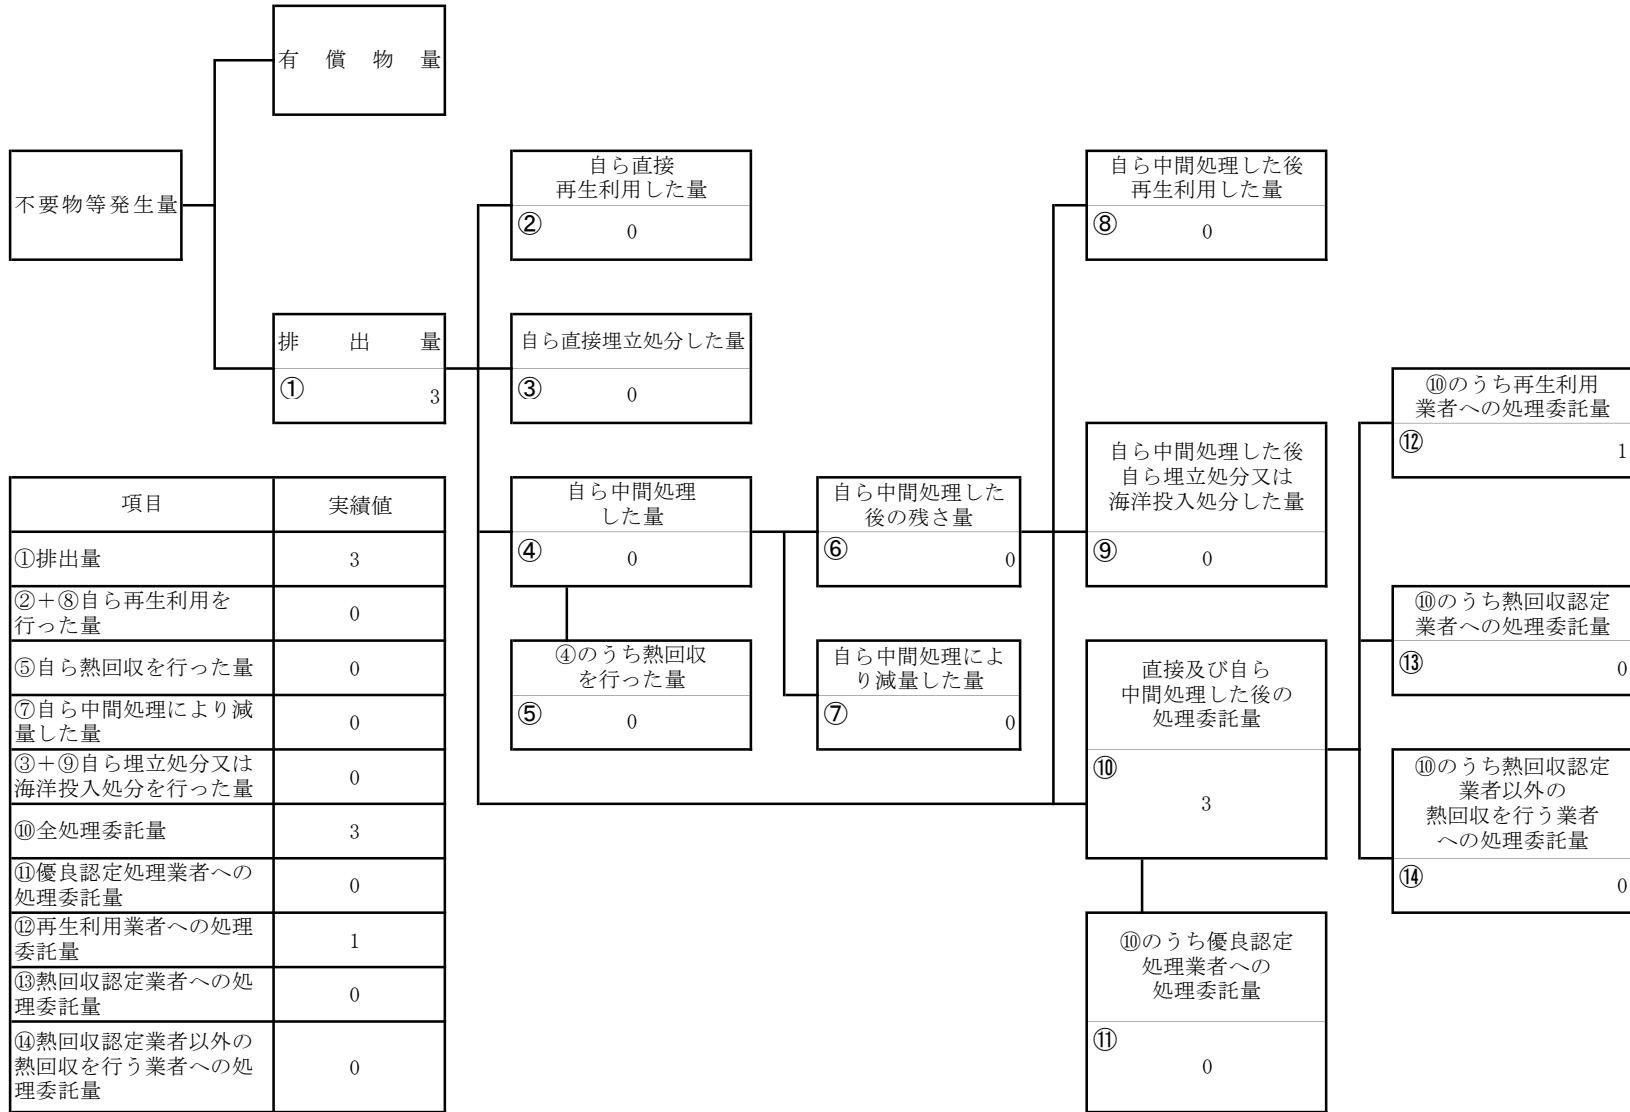 有償物量
不要物等発生量
排出量
①
3
自ら直接
再生利用した量
②
0
自ら直接埋立処分した量
③
0
自ら中間処理
した量
④
0
④のうち熱回収
を行った量
⑤
0
自ら中間処理した
後の残さ量
⑥
0
自ら中間処理によ
り減量した量
⑦
0
自ら中間処理した後
再生利用した量
⑧
0
自ら中間処理した後
自ら埋立処分又は
海洋投入処分した量
⑨
0
直接及び自ら
中間処理した後の
処理委託量
⑩
3
⑩のうち優良認定
処理業者への
処理委託量
⑪
0
⑩のうち再生利用
業者への処理委託量
⑫
1
⑩のうち熱回収認定
業者への処理委託量
⑬
0
⑩のうち熱回収認定
業者以外の
熱回収を行う業者
への処理委託量
⑭
0
項目 実績値
①排出量 3
②＋⑧自ら再生利用を
行った量 0
⑤自ら熱回収を行った量 0
⑦自ら中間処理により減
量した量 0
③＋⑨自ら埋立処分又は
海洋投入処分を行った量 0
⑩全処理委託量 3
⑪優良認定処理業者への
処理委託量 0
⑫再生利用業者への処理
委託量 1
⑬熱回収認定業者への処
理委託量 0
⑭熱回収認定業者以外の
熱回収を行う業者への処 0
理委託量